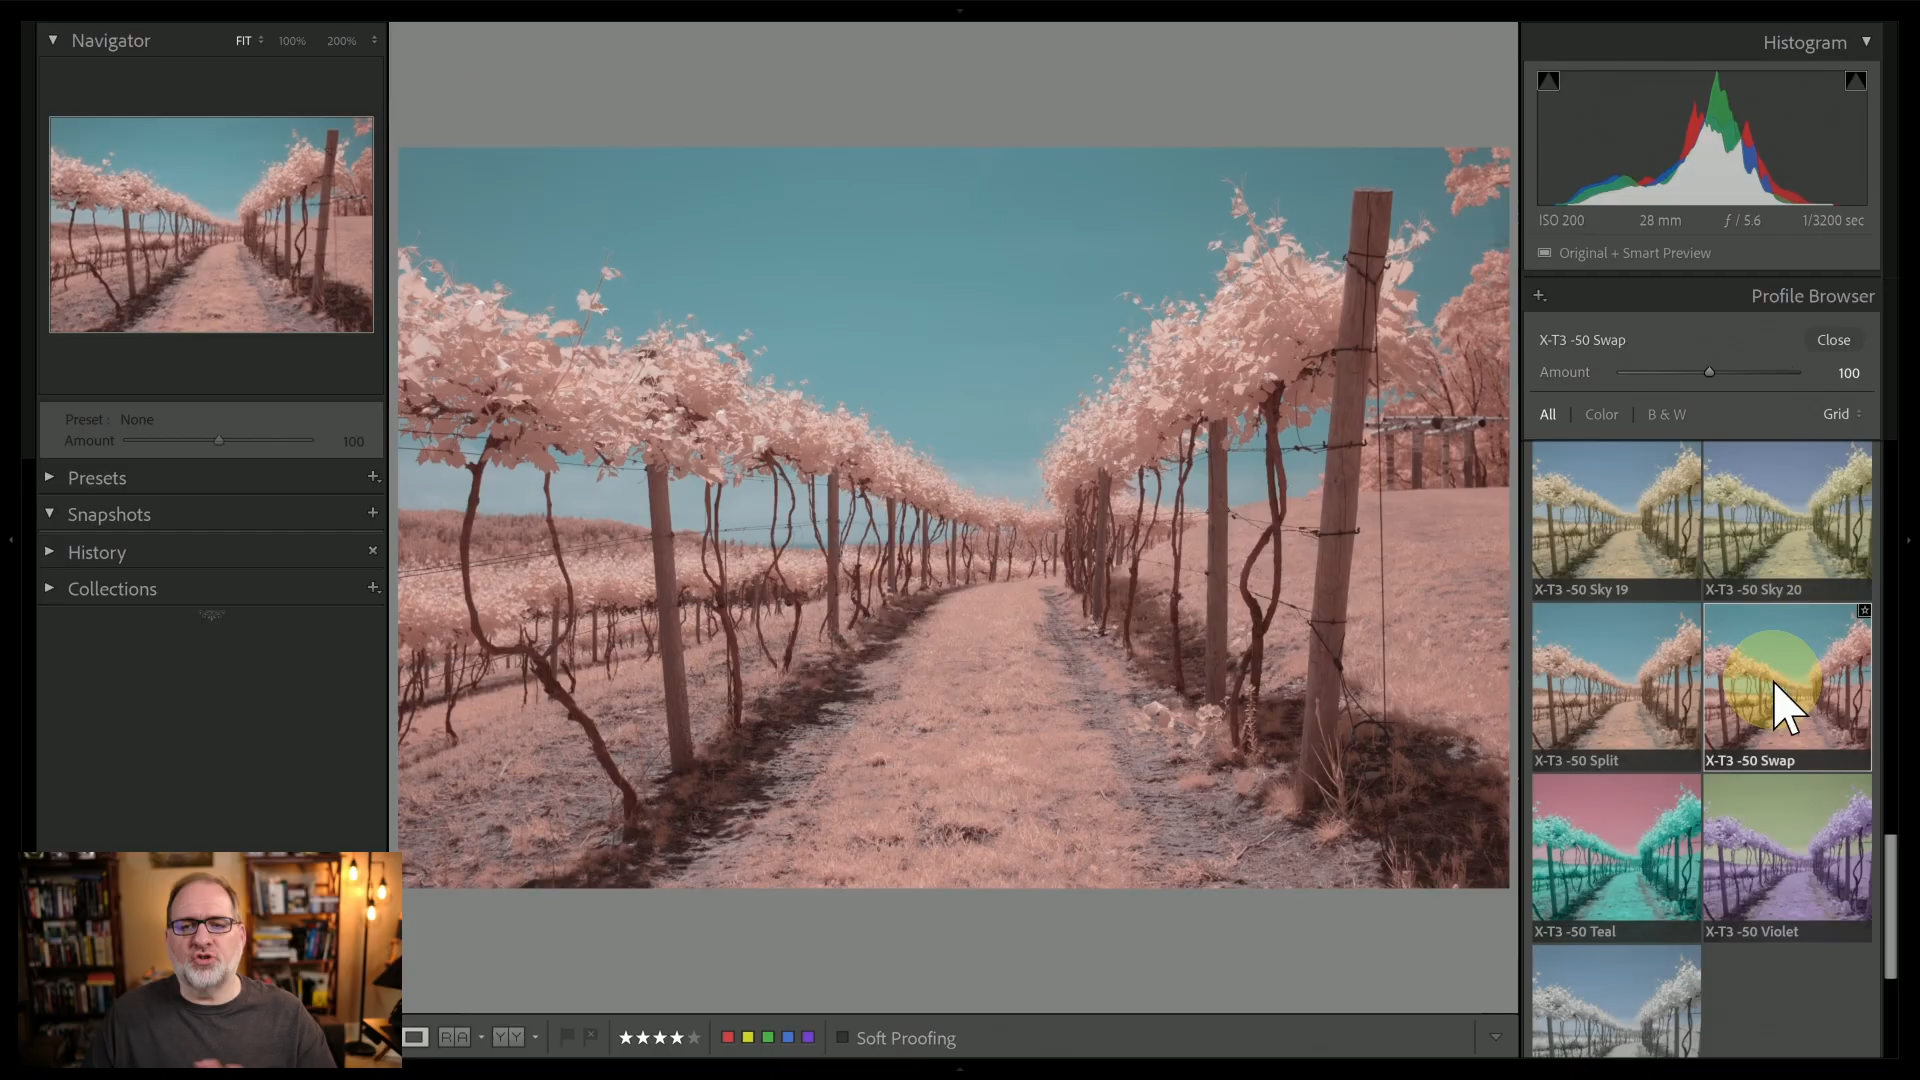 Navigator
FIT
100%
200%
Preset : None
Amount
100
Presets
Snapshots
History
Collections
RA
YY
Soft Proofing
Histogram
ISO 200
28 mm
ƒ / 5.6
1/3200 sec
Original + Smart Preview
Profile Browser
X-T3 -50 Swap
Close
Amount
100
All
Color
B & W
Grid
X-T3 -50 Sky 19
X-T3 -50 Sky 20
X-T3 -50 Split
X-T3 -50 Swap
X-T3 -50 Teal
X-T3 -50 Violet